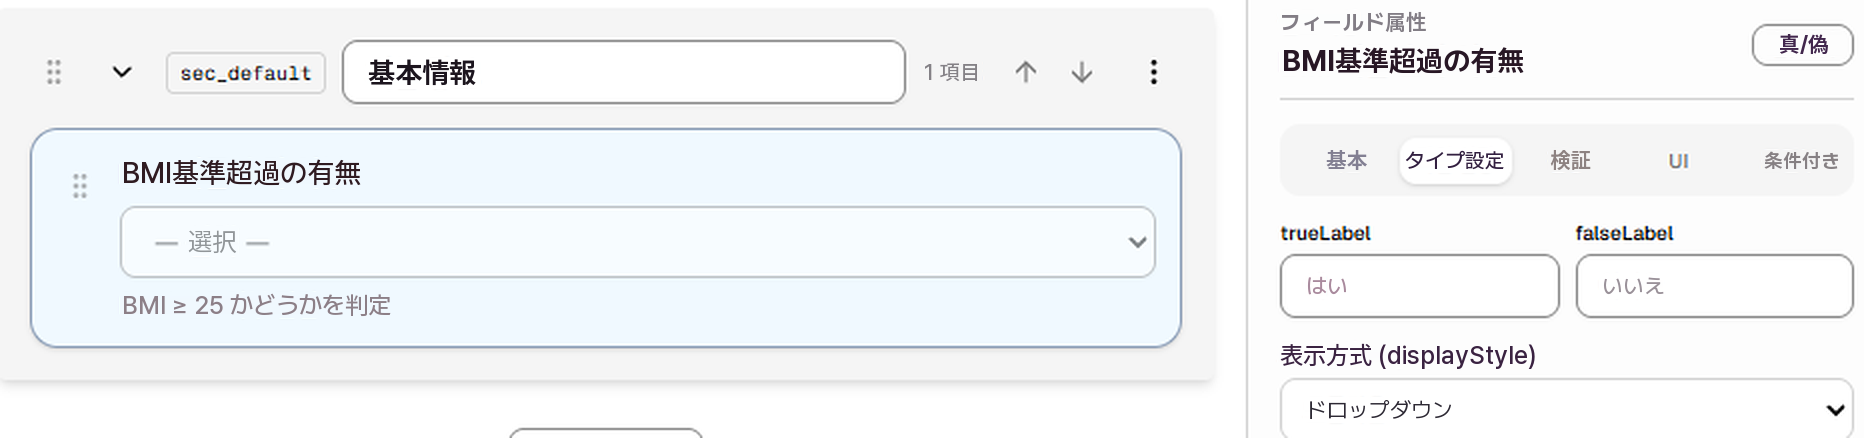 sec_default
基本情報
1 項目
BMI基準超過の有無
— 選択 —
BMI ≥ 25 かどうかを判定
フィールド属性
BMI基準超過の有無
真/偽
基本 タイプ設定 検証 UI 条件付き
trueLabel falseLabel
はい いいえ
表示方式 (displayStyle)
ドロップダウン